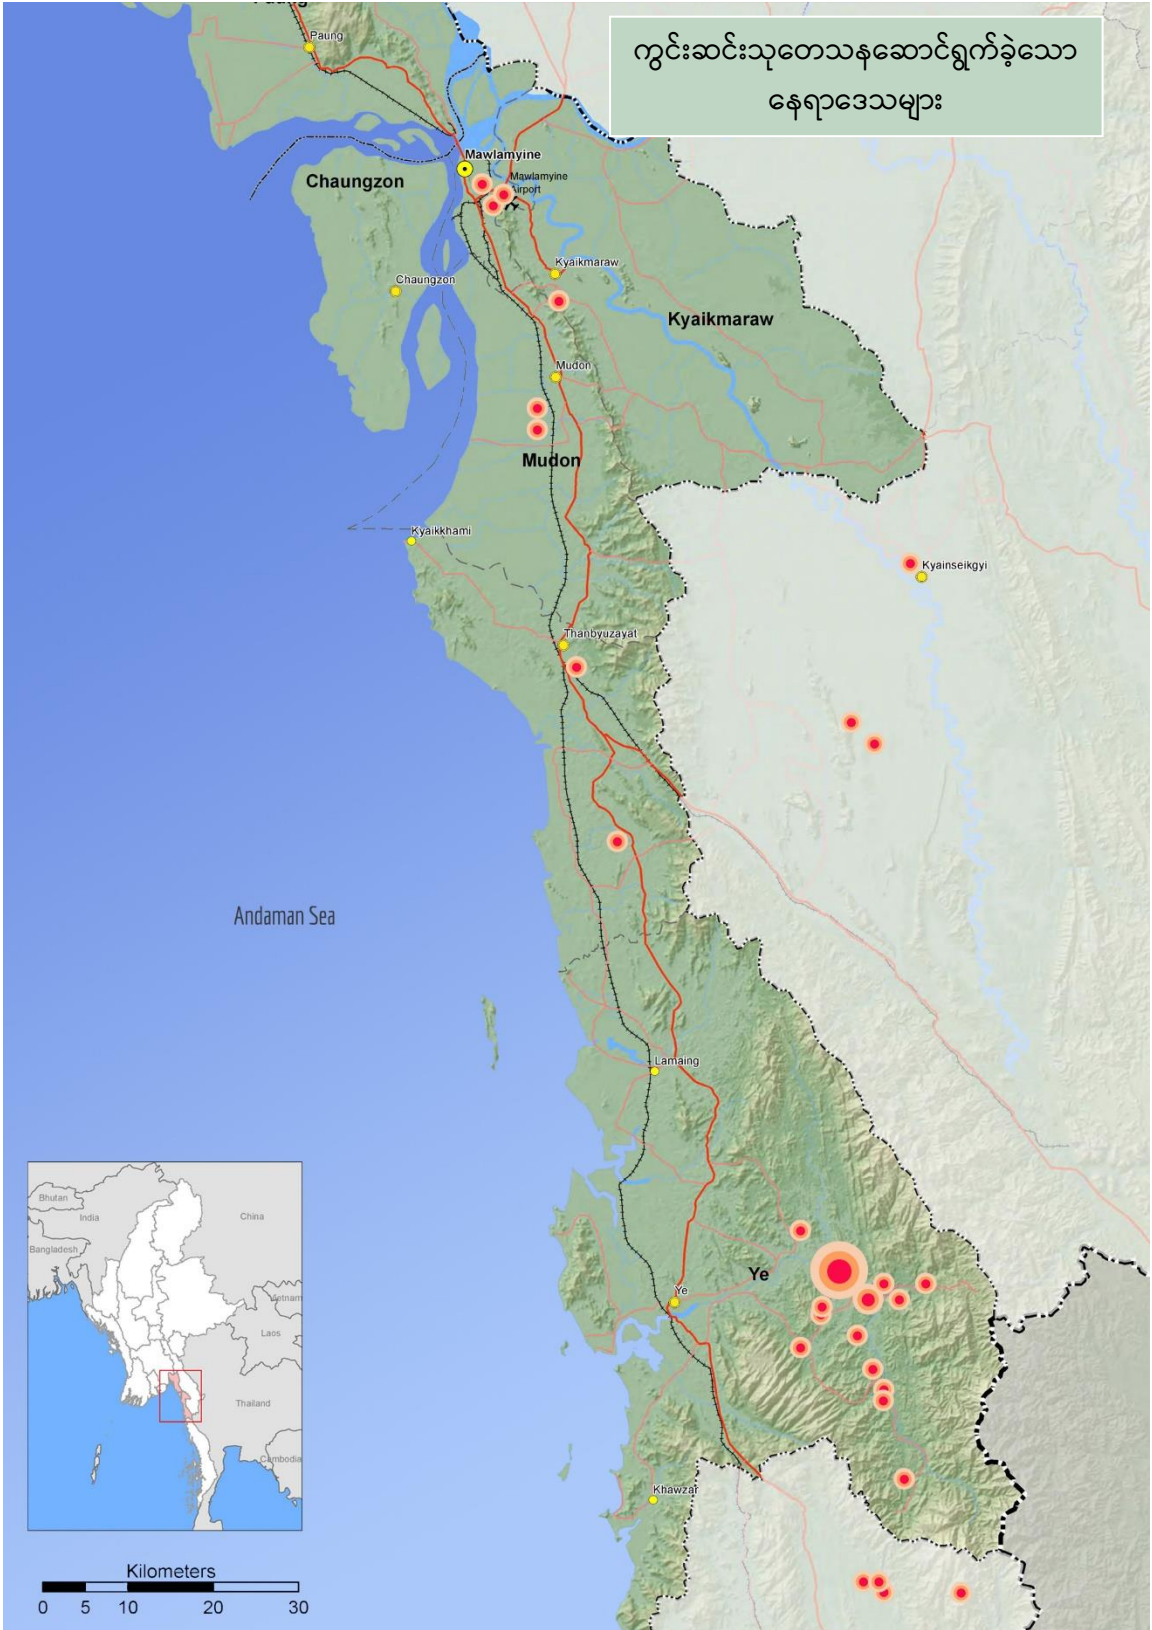 ကွင်းဆင်းသုတေသနဆောင်ရွက်ခဲ့သော
နေရာဒေသများ
Paung
Mawlamyine
Mawlamyine
Airport
Chaungzon
Chaungzon
Kyaikmaraw
Kyaikmaraw
Mudon
Mudon
Kyaikkhami
Kyainseikgyi
Thanbyuzayat
Andaman Sea
Lamaing
Ye
Ye
Khawzar
Bhutan
India
China
Bangladesh
Vietnam
Laos
Thailand
Cambodia
Kilometers
0 5 10 20 30